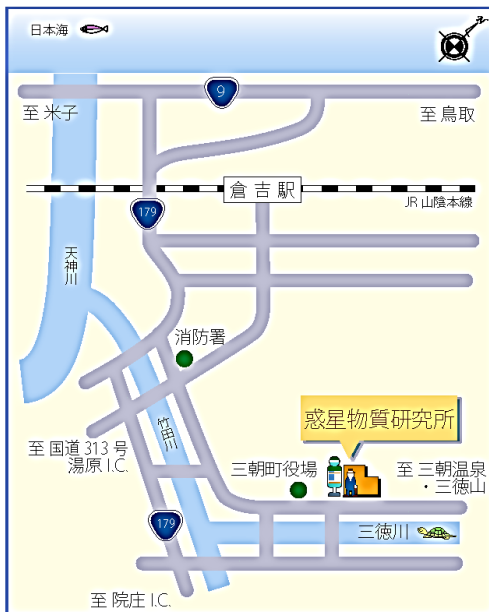 日本海
9
至 米子
至 鳥取
倉吉駅
JR 山陰本線
179
天神川
消防署
竹田川
惑星物質研究所
至 国道 313 号
湯原 I.C.
三朝町役場
至 三朝温泉
・三徳山
179
三徳川
至 院庄 I.C.